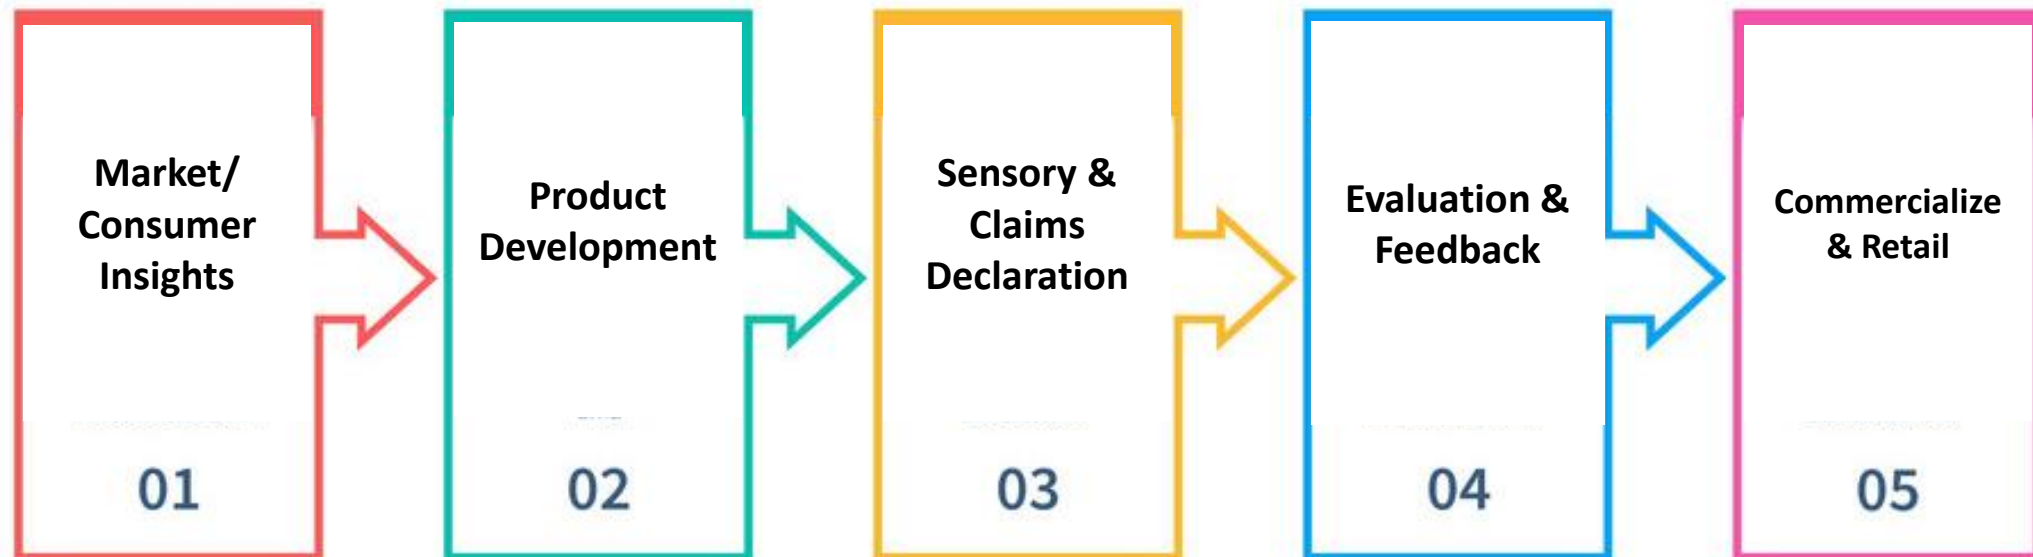 Market/
Consumer
Insights
01
Product
Development
02
Sensory &
Claims
Declaration
03
Evaluation &
Feedback
04
Commercialize
& Retail
05